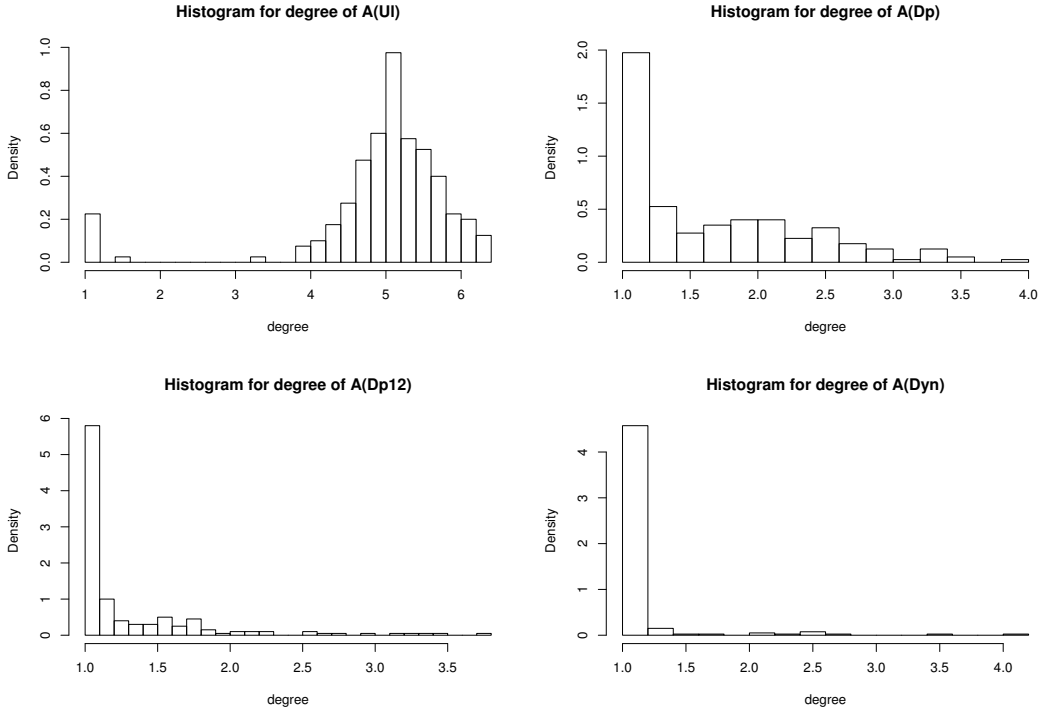 Histogram for degree of A(Ul)
Density
0.0 0.2 0.4 0.6 0.8 1.0
1 2 3 4 5 6
degree
Histogram for degree of A(Dp)
Density
0.0 0.5 1.0 1.5 2.0
1.0 1.5 2.0 2.5 3.0 3.5 4.0
degree
Histogram for degree of A(Dp12)
Density
0 1 2 3 4 5 6
1.0 1.5 2.0 2.5 3.0 3.5
degree
Histogram for degree of A(Dyn)
Density
0 1 2 3 4
1.0 1.5 2.0 2.5 3.0 3.5 4.0
degree